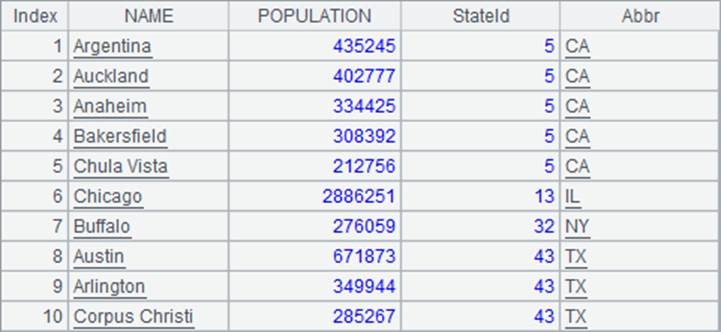 Index NAME POPULATION StateId Abbr
1 Argentina 435245 5 CA
2 Auckland 402777 5 CA
3 Anaheim 334425 5 CA
4 Bakersfield 308392 5 CA
5 Chula Vista 212756 5 CA
6 Chicago 2886251 13 IL
7 Buffalo 276059 32 NY
8 Austin 671873 43 TX
9 Arlington 349944 43 TX
10 Corpus Christi 285267 43 TX